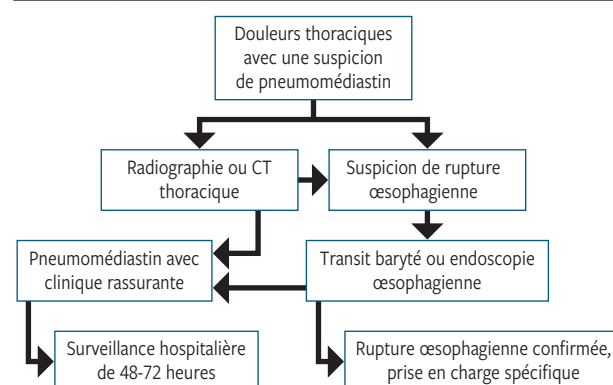 Douleurs thoraciques
avec une suspicion
de pneumomédiastin
Radiographie ou CT
thoracique
Suspicion de rupture
œsophagienne
Pneumomédiastin avec
clinique rassurante
Transit baryté ou endoscopie
œsophagienne
Surveillance hospitalière
de 48-72 heures
Rupture œsophagienne confirmée,
prise en charge spécifique